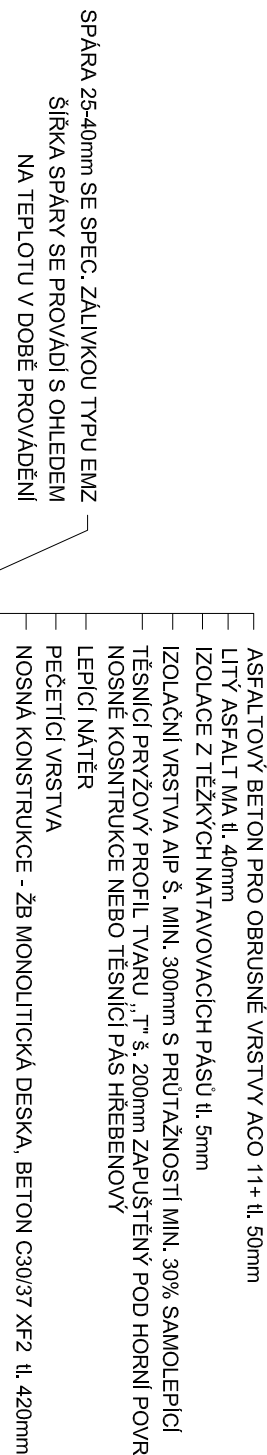 SPÁRA 25-40mm SE SPEC. ZÁLIVKOU TYPU EMZ
ŠÍŘKA SPÁRY SE PROVÁDÍ S OHLEDEM
NA TEPLOTU V DOBĚ PROVÁDĚNÍ
ASFALTOVÝ BETON PRO OBRUSNÉ VRSTVY ACO 11+ tl. 50mm
LITÝ ASFALT MA tl. 40mm
IZOLACE Z TĚŽKÝCH NATAVOVACÍCH PÁSŮ tl. 5mm
IZOLAČNÍ VRSTVA AIP Š. MIN. 300mm S PRŮTAŽNOSTÍ MIN. 30% SAMOLEPÍCÍ
TĚSNÍCÍ PRYŽOVÝ PROFIL TVARU ,,T" š. 200mm ZAPUŠTĚNÝ POD HORNÍ POVR
NOSNÉ KOSNTRUKCE NEBO TĚSNÍCÍ PÁS HŘEBENOVÝ
LEPÍCÍ NÁTĚR
PEČETÍCÍ VRSTVA
NOSNÁ KONSTRUKCE - ŽB MONOLITICKÁ DESKA, BETON C30/37 XF2 tl. 420mm